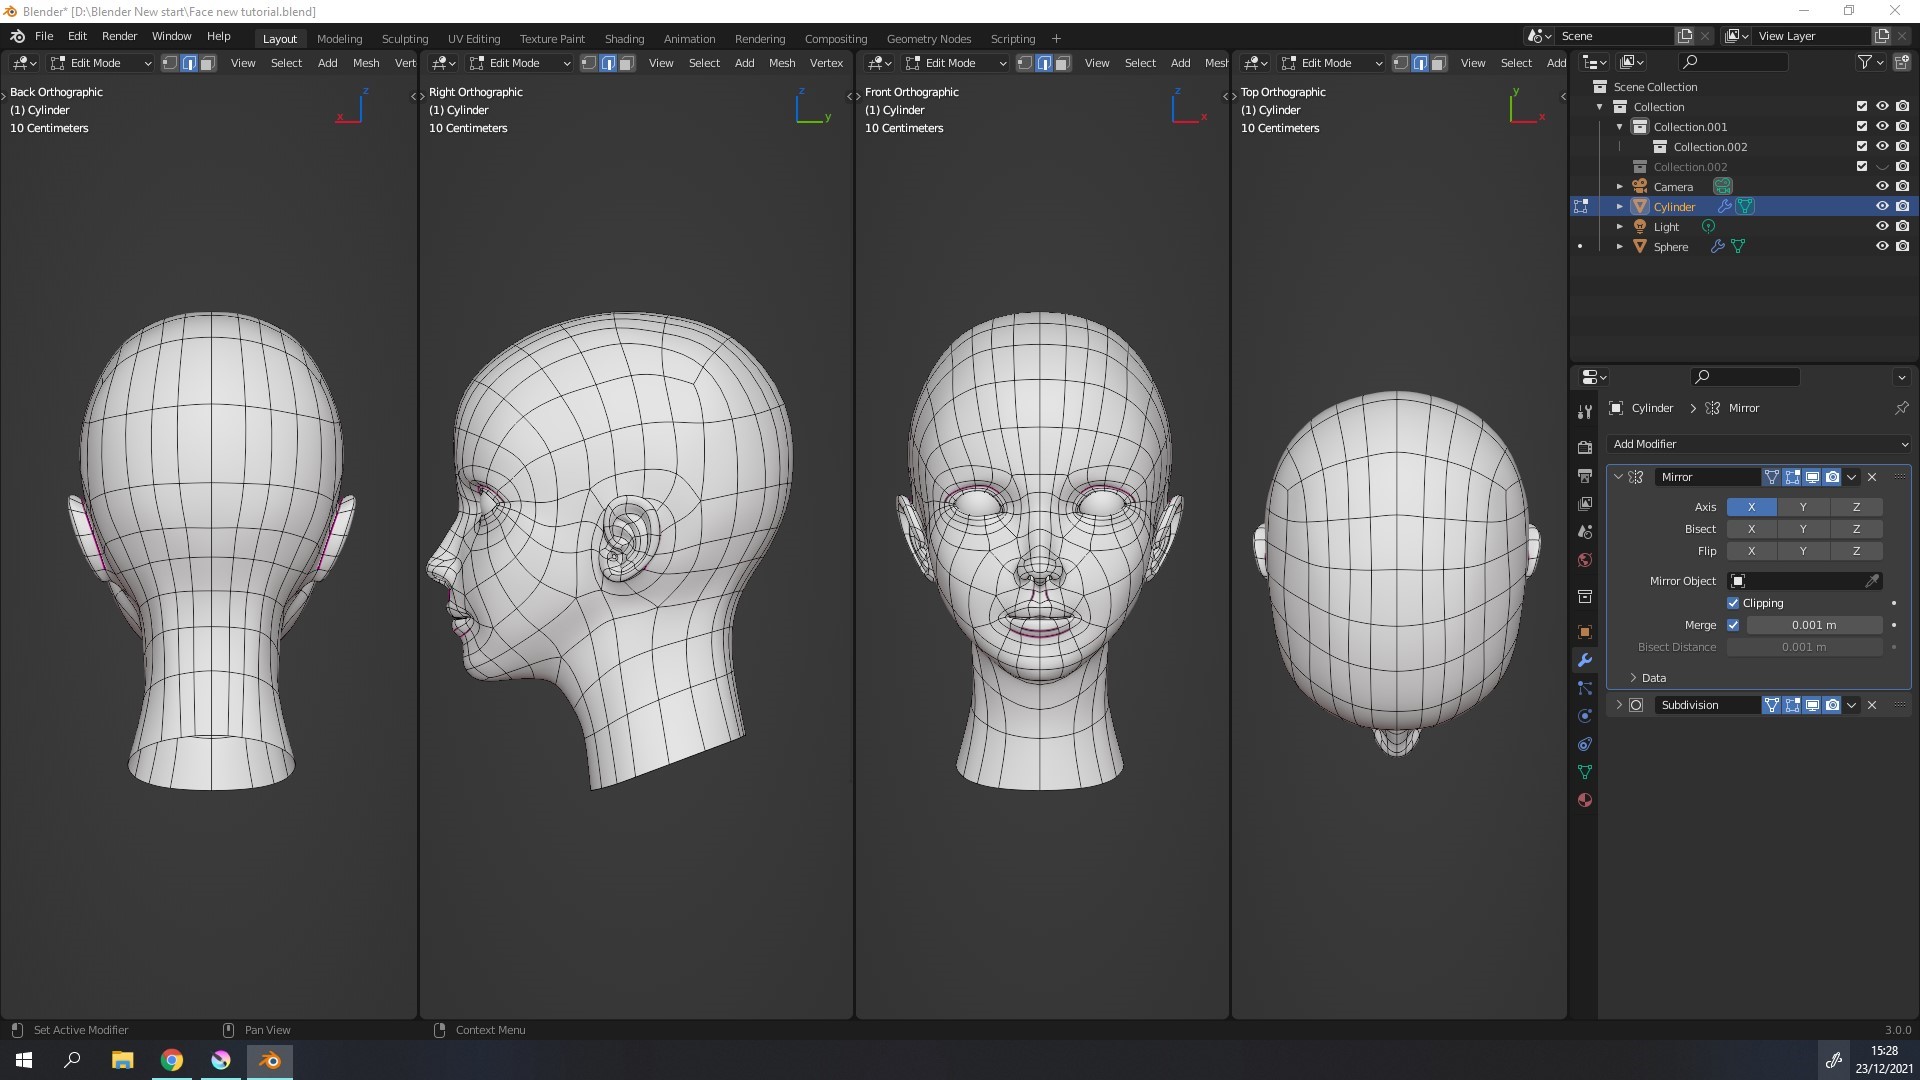 Blender* [D:\Blender New start\Face new tutorial.blend]
File Edit Render Window Help Layout Modeling Sculpting UV Editing Texture Paint Shading Animation Rendering Compositing Geometry Nodes Scripting + Scene View Layer
Edit Mode View Select Add Mesh Vert
Edit Mode View Select Add Mesh Vertex
Edit Mode View Select Add Mesh
Edit Mode View Select Add
Back Orthographic
(1) Cylinder
10 Centimeters
z
x
Right Orthographic
(1) Cylinder
10 Centimeters
z
y
Front Orthographic
(1) Cylinder
10 Centimeters
z
x
Top Orthographic
(1) Cylinder
10 Centimeters
y
x
Scene Collection
Collection
Collection.001
Collection.002
Collection.002
Camera
Cylinder
Light
Sphere
Cylinder > Mirror
Add Modifier
Mirror
Axis X Y Z
Bisect X Y Z
Flip X Y Z
Mirror Object
Clipping
Merge 0.001 m
Bisect Distance 0.001 m
Data
Subdivision
Set Active Modifier Pan View Context Menu 3.0.0
15:28
23/12/2021